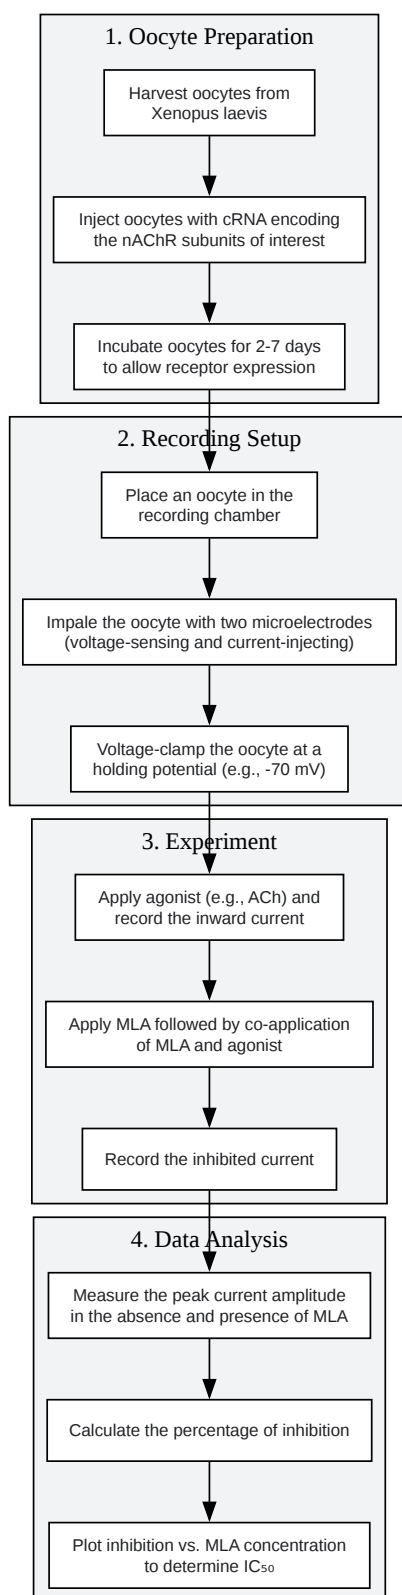 1. Oocyte Preparation
Harvest oocytes from
Xenopus laevis
Inject oocytes with cRNA encoding
the nAChR subunits of interest
Incubate oocytes for 2-7 days
to allow receptor expression
2. Recording Setup
Place an oocyte in the
recording chamber
Impale the oocyte with two microelectrodes
(voltage-sensing and current-injecting)
Voltage-clamp the oocyte at a
holding potential (e.g., -70 mV)
3. Experiment
Apply agonist (e.g., ACh) and
record the inward current
Apply MLA followed by co-application
of MLA and agonist
Record the inhibited current
4. Data Analysis
Measure the peak current amplitude
in the absence and presence of MLA
Calculate the percentage of inhibition
Plot inhibition vs. MLA concentration
to determine IC₅₀